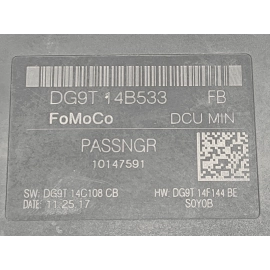 DG9T 14B533 FB
FoMoCo DCU MIN
PASSNGR
10147591
SW: DG9T 14C108 CB HW: DG9T 14F144 BE
DATE: 11.25.17 S0Y0B